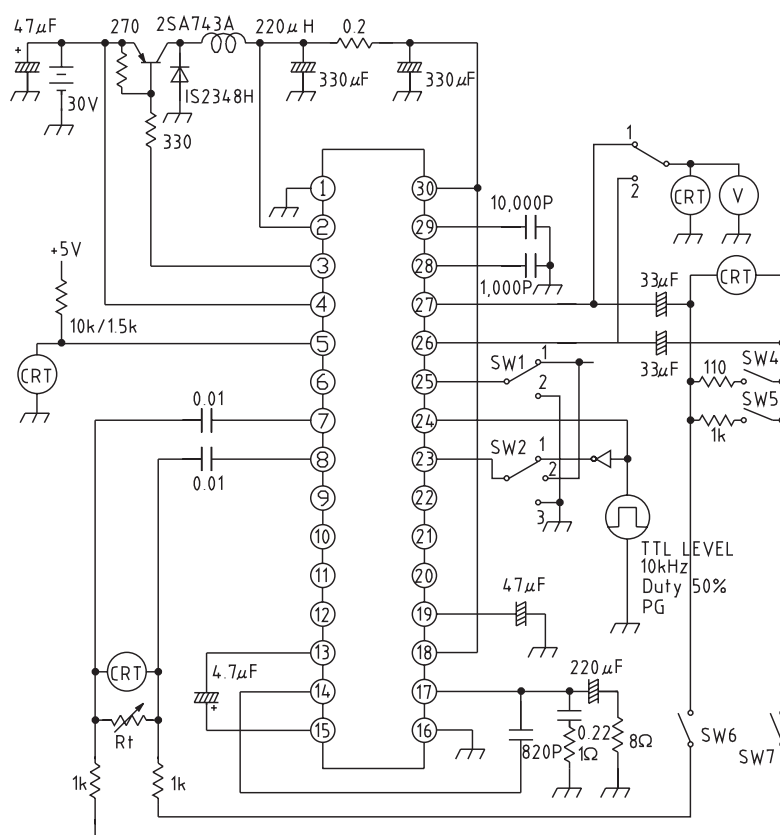 47µF
270
2SA743A
220µH
0.2
330µF
330µF
1S2348H
30V
330
1
2
CRT
V
1
2
3
4
5
6
7
8
9
10
11
12
13
14
15
30
29
28
27
26
25
24
23
22
21
20
19
18
17
16
10,000P
1,000P
+5V
10k/1.5k
CRT
33µF
33µF
CRT
SW1
1
2
110
SW4
SW5
1k
0.01
0.01
SW2
1
2
3
TTL LEVEL
10kHz
Duty 50%
PG
47µF
CRT
4.7µF
220µF
Rt
820P
0.22
1Ω
8Ω
SW6
SW7
1k
1k